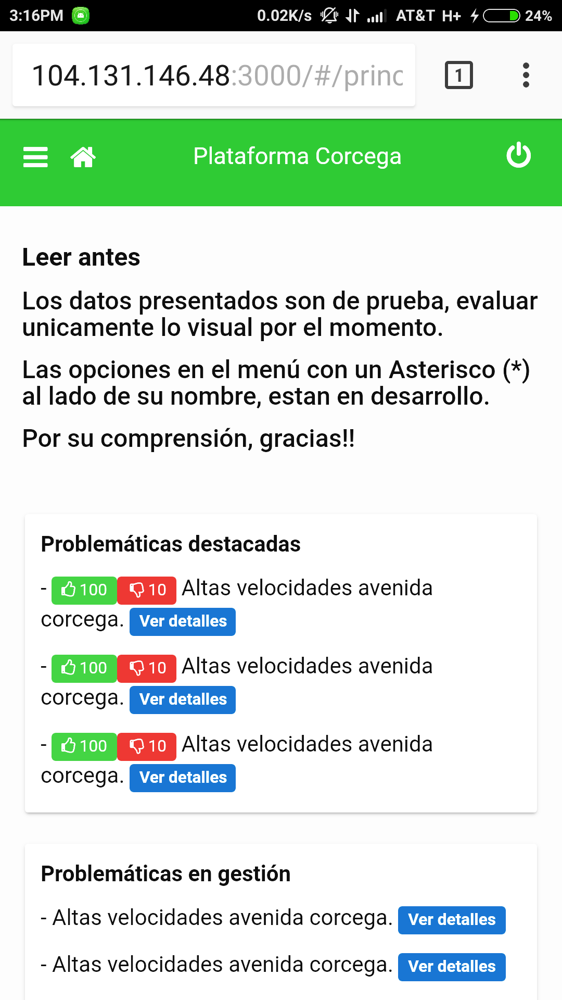 3:16PM 0.02K/s AT&T H+ 24%
104.131.146.48:3000/#/princ 1
Plataforma Corcega
Leer antes
Los datos presentados son de prueba, evaluar
unicamente lo visual por el momento.
Las opciones en el menú con un Asterisco (*)
al lado de su nombre, estan en desarrollo.
Por su comprensión, gracias!!
Problemáticas destacadas
- 100 10 Altas velocidades avenida
corcega. Ver detalles
- 100 10 Altas velocidades avenida
corcega. Ver detalles
- 100 10 Altas velocidades avenida
corcega. Ver detalles
Problemáticas en gestión
- Altas velocidades avenida corcega. Ver detalles
- Altas velocidades avenida corcega. Ver detalles